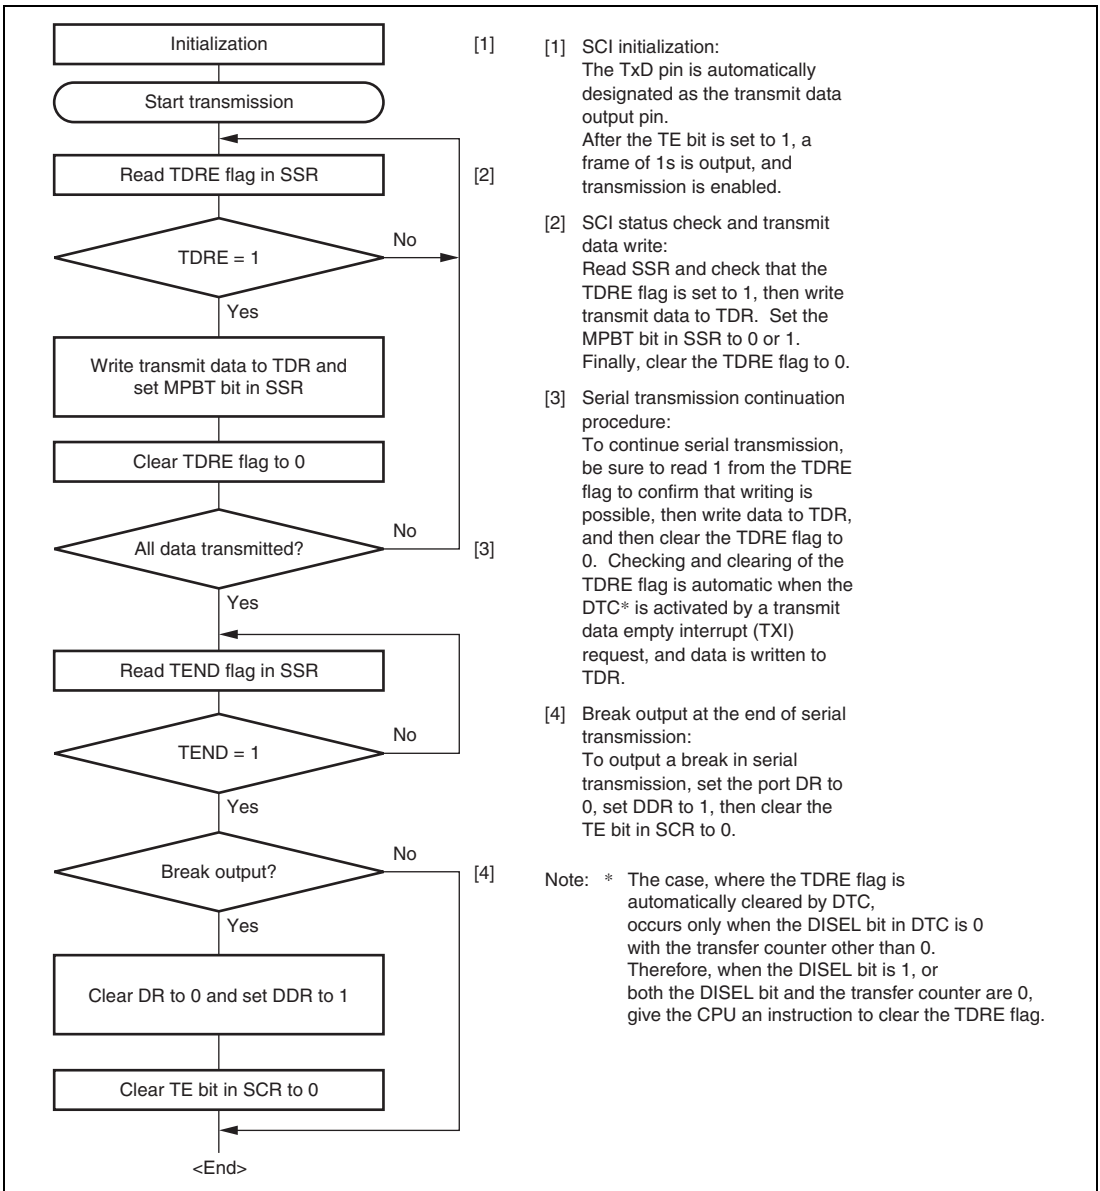 Initialization
[1]
Start transmission
Read TDRE flag in SSR
[2]
TDRE = 1
No
Yes
Write transmit data to TDR and
set MPBT bit in SSR
Clear TDRE flag to 0
All data transmitted?
No
[3]
Yes
Read TEND flag in SSR
TEND = 1
No
Yes
Break output?
No
[4]
Yes
Clear DR to 0 and set DDR to 1
Clear TE bit in SCR to 0
<End>
[1] SCI initialization:
The TxD pin is automatically
designated as the transmit data
output pin.
After the TE bit is set to 1, a
frame of 1s is output, and
transmission is enabled.
[2] SCI status check and transmit
data write:
Read SSR and check that the
TDRE flag is set to 1, then write
transmit data to TDR. Set the
MPBT bit in SSR to 0 or 1.
Finally, clear the TDRE flag to 0.
[3] Serial transmission continuation
procedure:
To continue serial transmission,
be sure to read 1 from the TDRE
flag to confirm that writing is
possible, then write data to TDR,
and then clear the TDRE flag to
0. Checking and clearing of the
TDRE flag is automatic when the
DTC* is activated by a transmit
data empty interrupt (TXI)
request, and data is written to
TDR.
[4] Break output at the end of serial
transmission:
To output a break in serial
transmission, set the port DR to
0, set DDR to 1, then clear the
TE bit in SCR to 0.
Note: * The case, where the TDRE flag is
automatically cleared by DTC,
occurs only when the DISEL bit in DTC is 0
with the transfer counter other than 0.
Therefore, when the DISEL bit is 1, or
both the DISEL bit and the transfer counter are 0,
give the CPU an instruction to clear the TDRE flag.